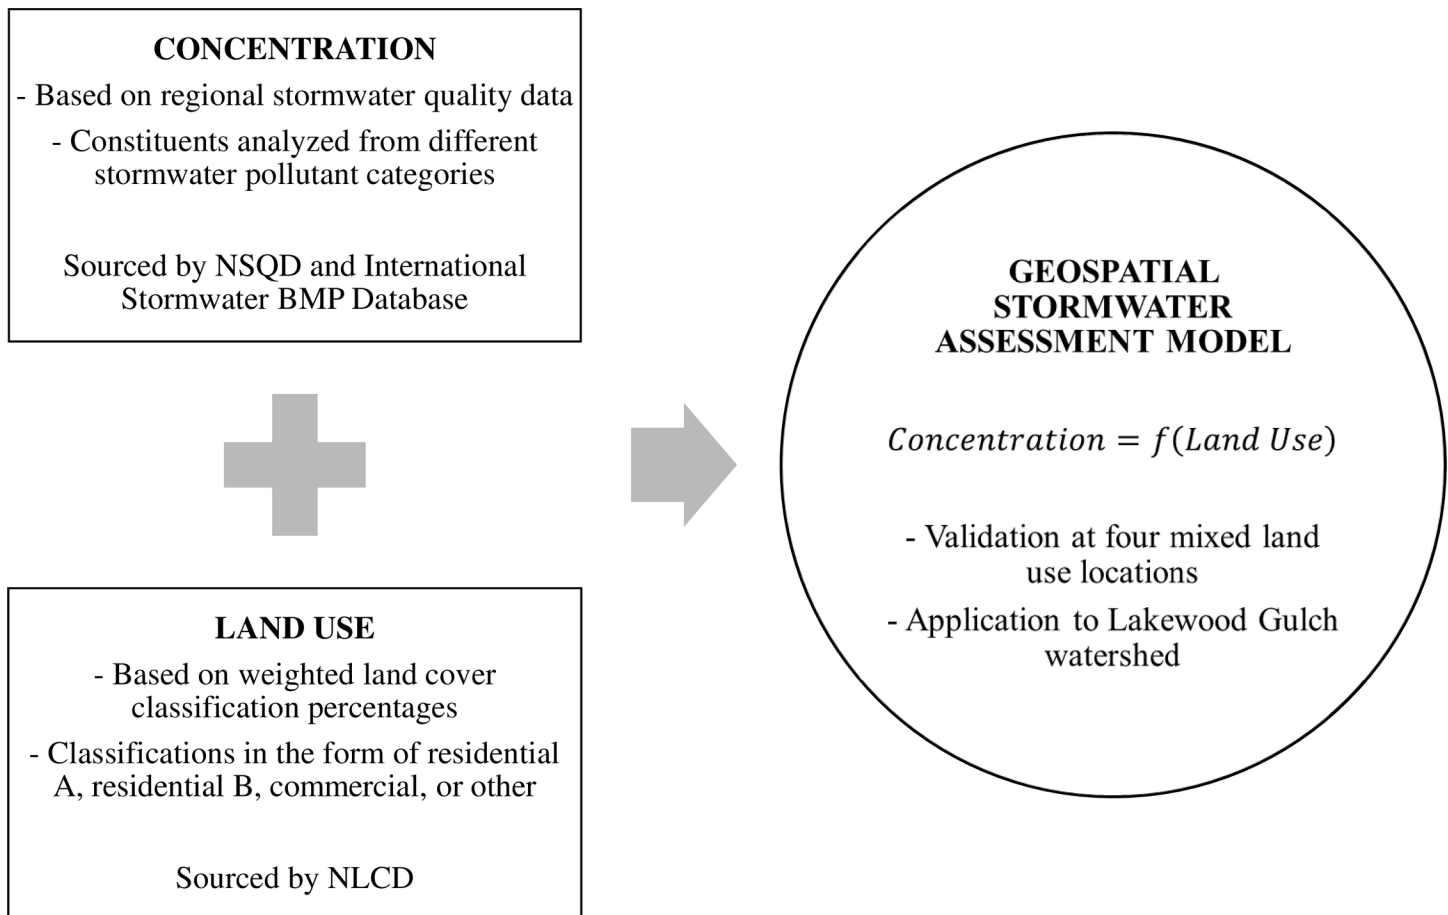 CONCENTRATION
- Based on regional stormwater quality data
- Constituents analyzed from different
stormwater pollutant categories
Sourced by NSQD and International
Stormwater BMP Database
LAND USE
- Based on weighted land cover
classification percentages
- Classifications in the form of residential
A, residential B, commercial, or other
Sourced by NLCD
GEOSPATIAL
STORMWATER
ASSESSMENT MODEL
Concentration = f(Land Use)
- Validation at four mixed land
use locations
- Application to Lakewood Gulch
watershed